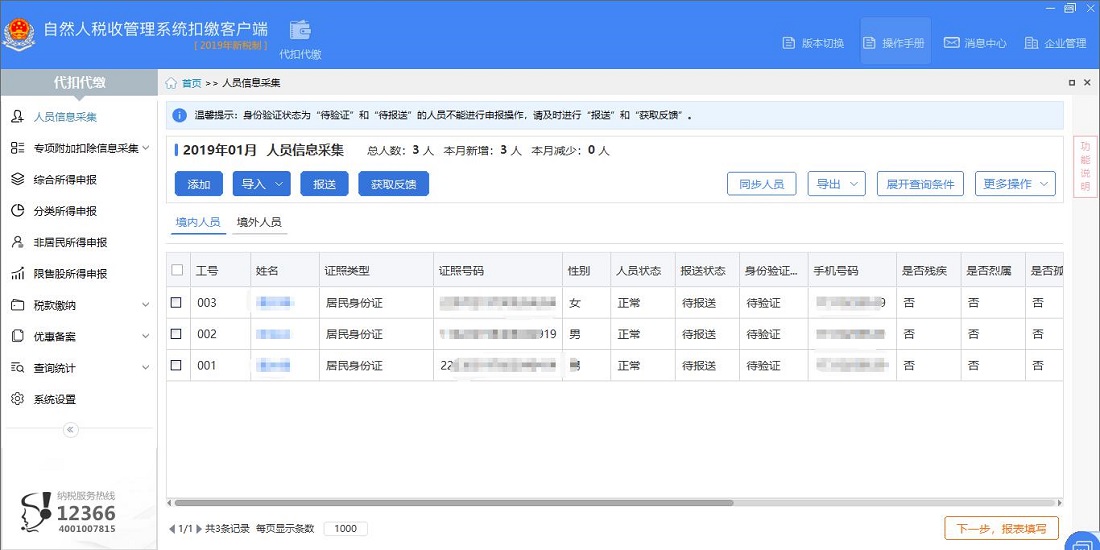 自然人税收管理系统扣缴客户端
[ 2019年新税制 ]
代扣代缴
版本切换 操作手册 消息中心 企业管理
代扣代缴
人员信息采集
专项附加扣除信息采集
综合所得申报
分类所得申报
非居民所得申报
限售股所得申报
税款缴纳
优惠备案
查询统计
系统设置
纳税服务热线
12366
4001007815
首页 >> 人员信息采集
温馨提示：身份验证状态为“待验证”和“待报送”的人员不能进行申报操作，请及时进行“报送”和“获取反馈”。
2019年01月 人员信息采集 总人数：3 人 本月新增：3 人 本月减少：0 人
添加 导入 报送 获取反馈 同步人员 导出 展开查询条件 更多操作
境内人员 境外人员
工号 姓名 证照类型 证照号码 性别 人员状态 报送状态 身份验证... 手机号码 是否残疾 是否烈属 是否孤
003 居民身份证 女 正常 待报送 待验证 9 否 否 否
002 居民身份证 919 男 正常 待报送 待验证 否 否 否
001 居民身份证 22 正常 待报送 待验证 否 否 否
1/1 共3条记录 每页显示条数 1000
下一步，报表填写
功能说明